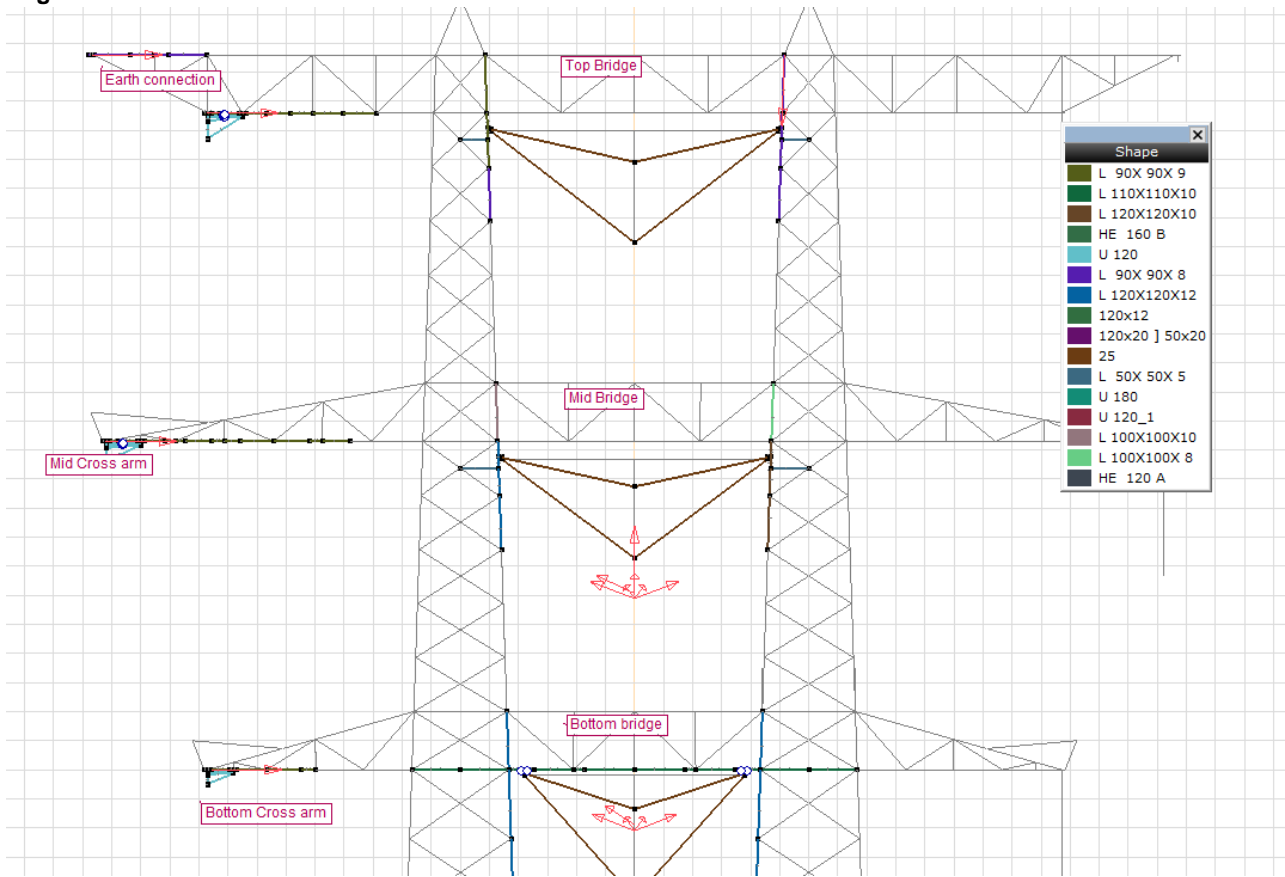 Top Bridge
Earth connection
Shape
L 90X 90X 9
L 110X110X10
L 120X120X10
HE 160 B
U 120
L 90X 90X 8
L 120X120X12
120x12
120x20 ] 50x20
25
L 50X 50X 5
U 180
U 120_1
L 100X100X10
L 100X100X 8
HE 120 A
Mid Bridge
Mid Cross arm
Bottom bridge
Bottom Cross arm